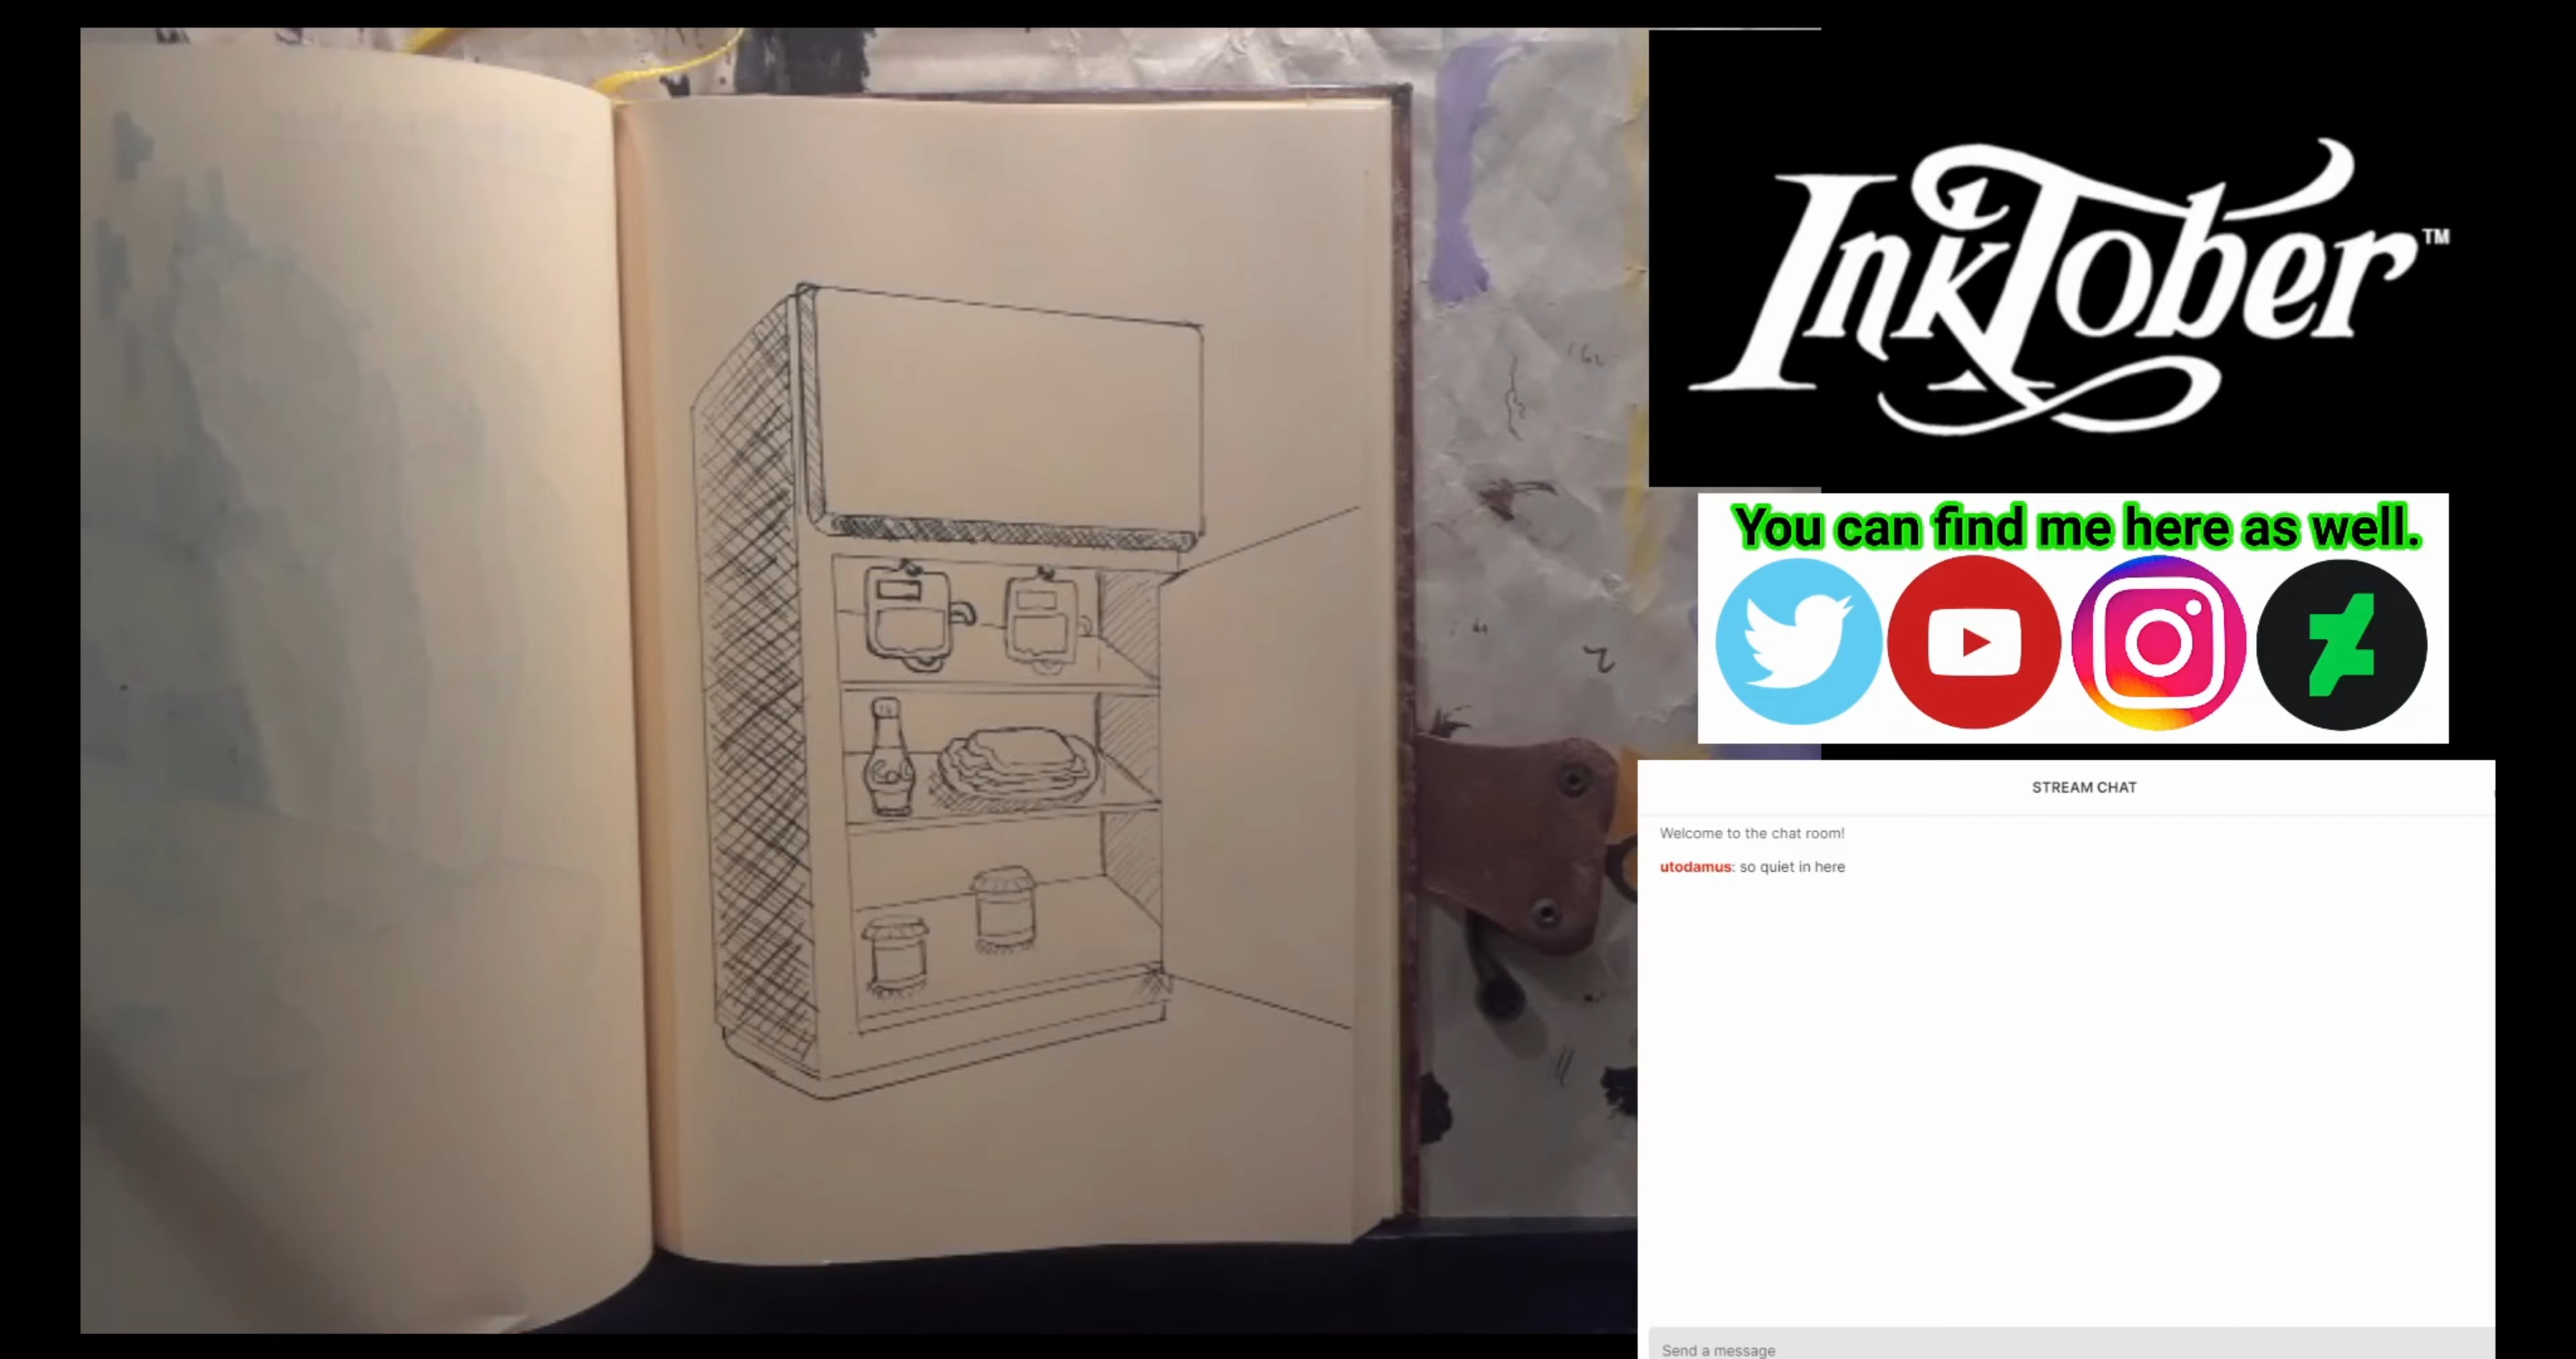 InkTober™
You can find me here as well.
STREAM CHAT
Welcome to the chat room!
utodamus: so quiet in here
Send a message